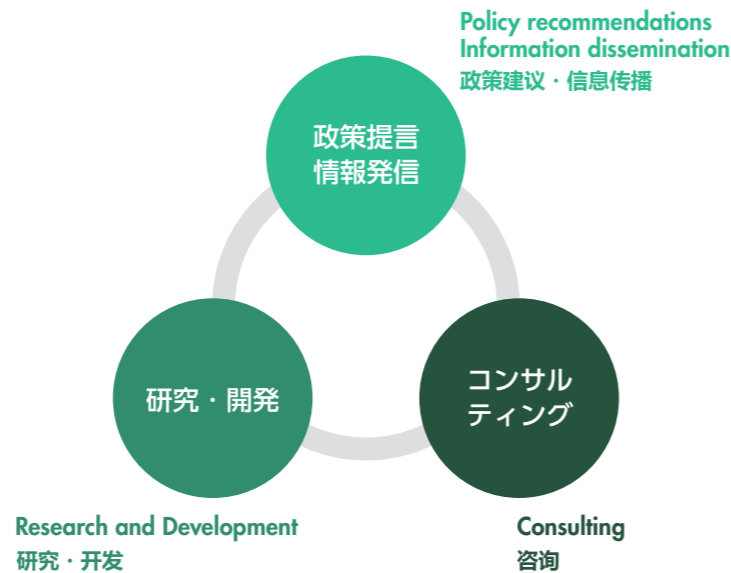 Policy recommendations
Information dissemination
政策建议・信息传播
政策提言
情報発信
研究・開発
コンサル
ティング
Research and Development
研究・开发
Consulting
咨询